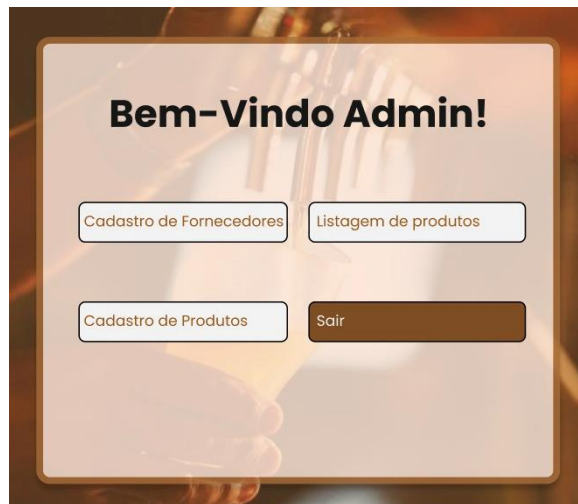 Bem-Vindo Admin!
Cadastro de Fornecedores
Listagem de produtos
Cadastro de Produtos
Sair